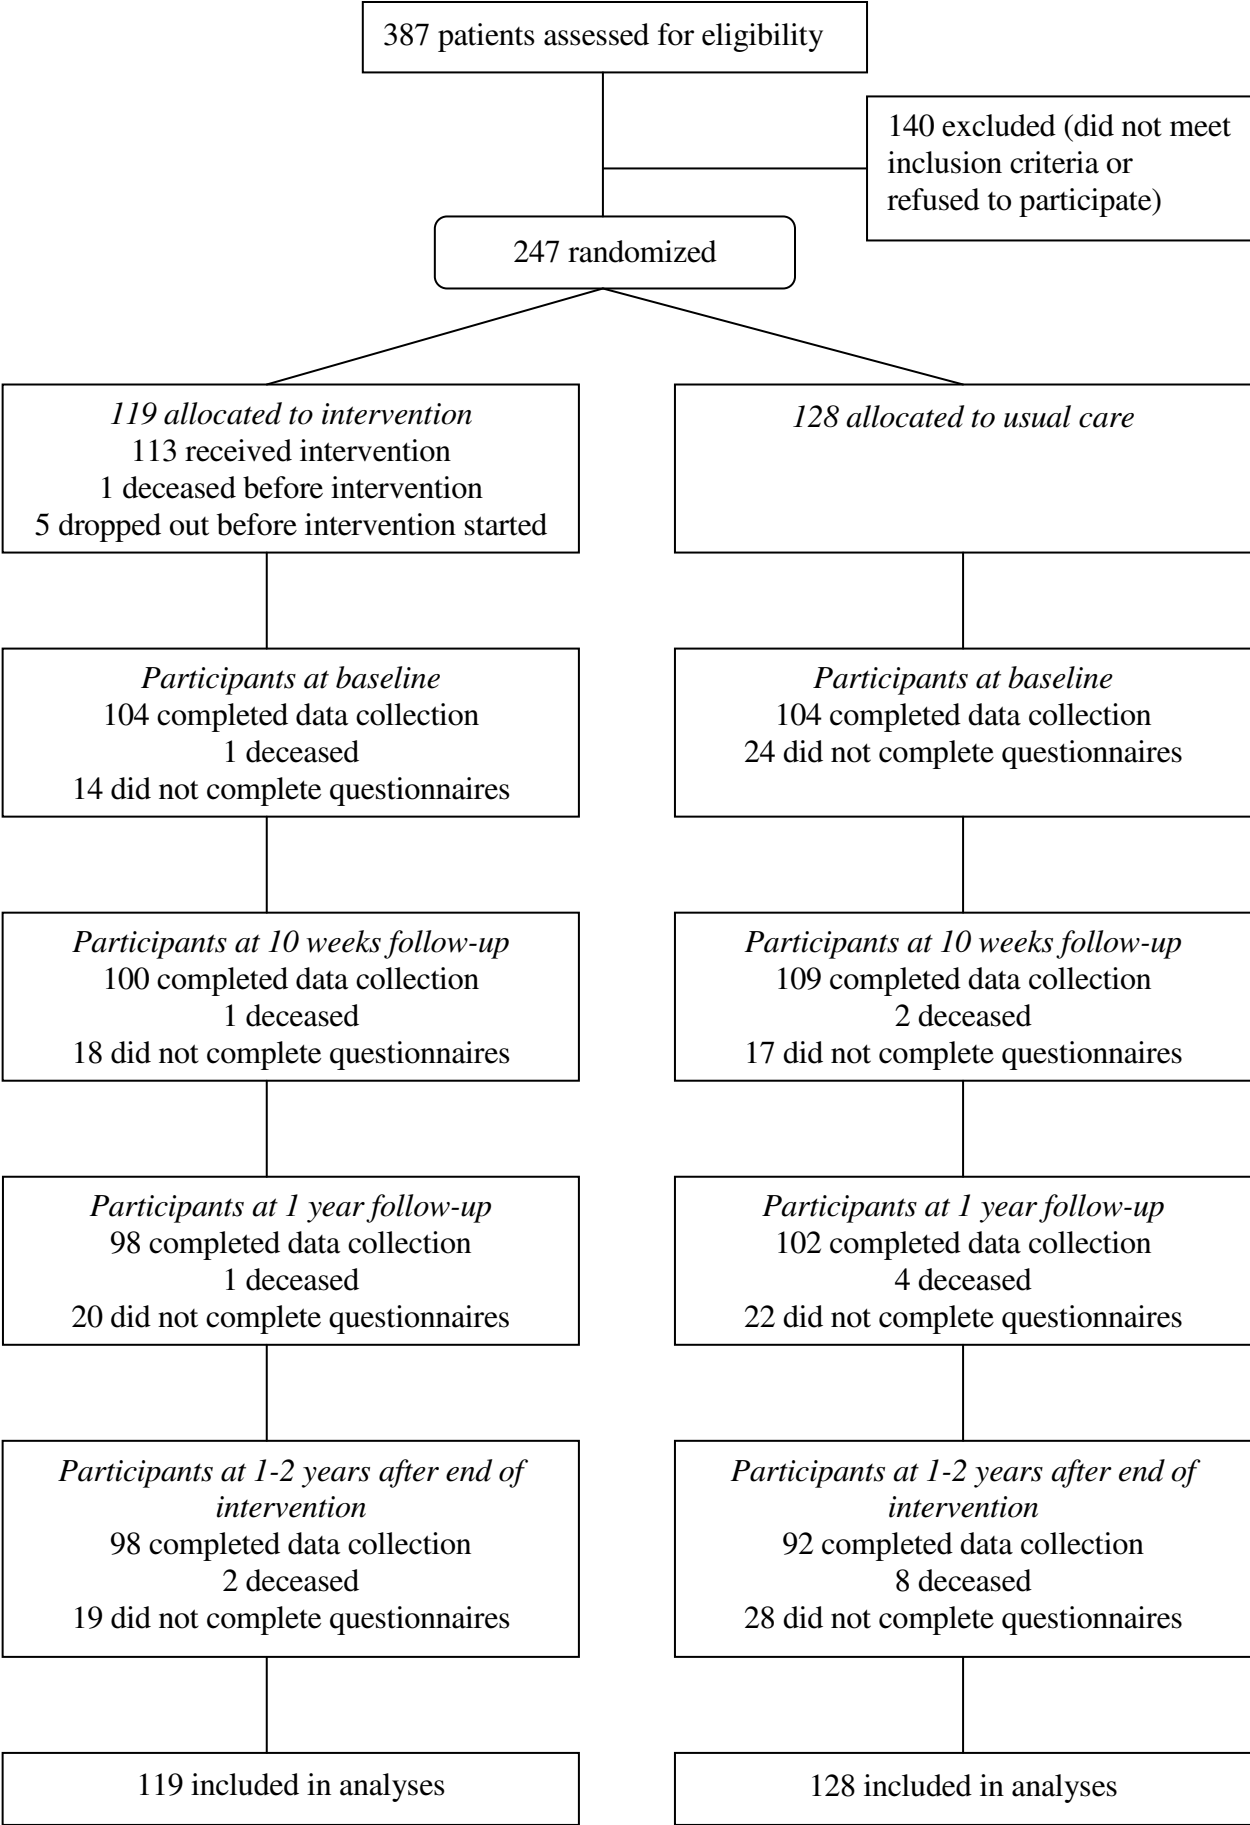 387 patients assessed for eligibility
140 excluded (did not meet
inclusion criteria or
refused to participate)
247 randomized
119 allocated to intervention
113 received intervention
1 deceased before intervention
5 dropped out before intervention started
128 allocated to usual care
Participants at baseline
104 completed data collection
1 deceased
14 did not complete questionnaires
Participants at baseline
104 completed data collection
24 did not complete questionnaires
Participants at 10 weeks follow-up
100 completed data collection
1 deceased
18 did not complete questionnaires
Participants at 10 weeks follow-up
109 completed data collection
2 deceased
17 did not complete questionnaires
Participants at 1 year follow-up
98 completed data collection
1 deceased
20 did not complete questionnaires
Participants at 1 year follow-up
102 completed data collection
4 deceased
22 did not complete questionnaires
Participants at 1-2 years after end of
intervention
98 completed data collection
2 deceased
19 did not complete questionnaires
Participants at 1-2 years after end of
intervention
92 completed data collection
8 deceased
28 did not complete questionnaires
119 included in analyses
128 included in analyses